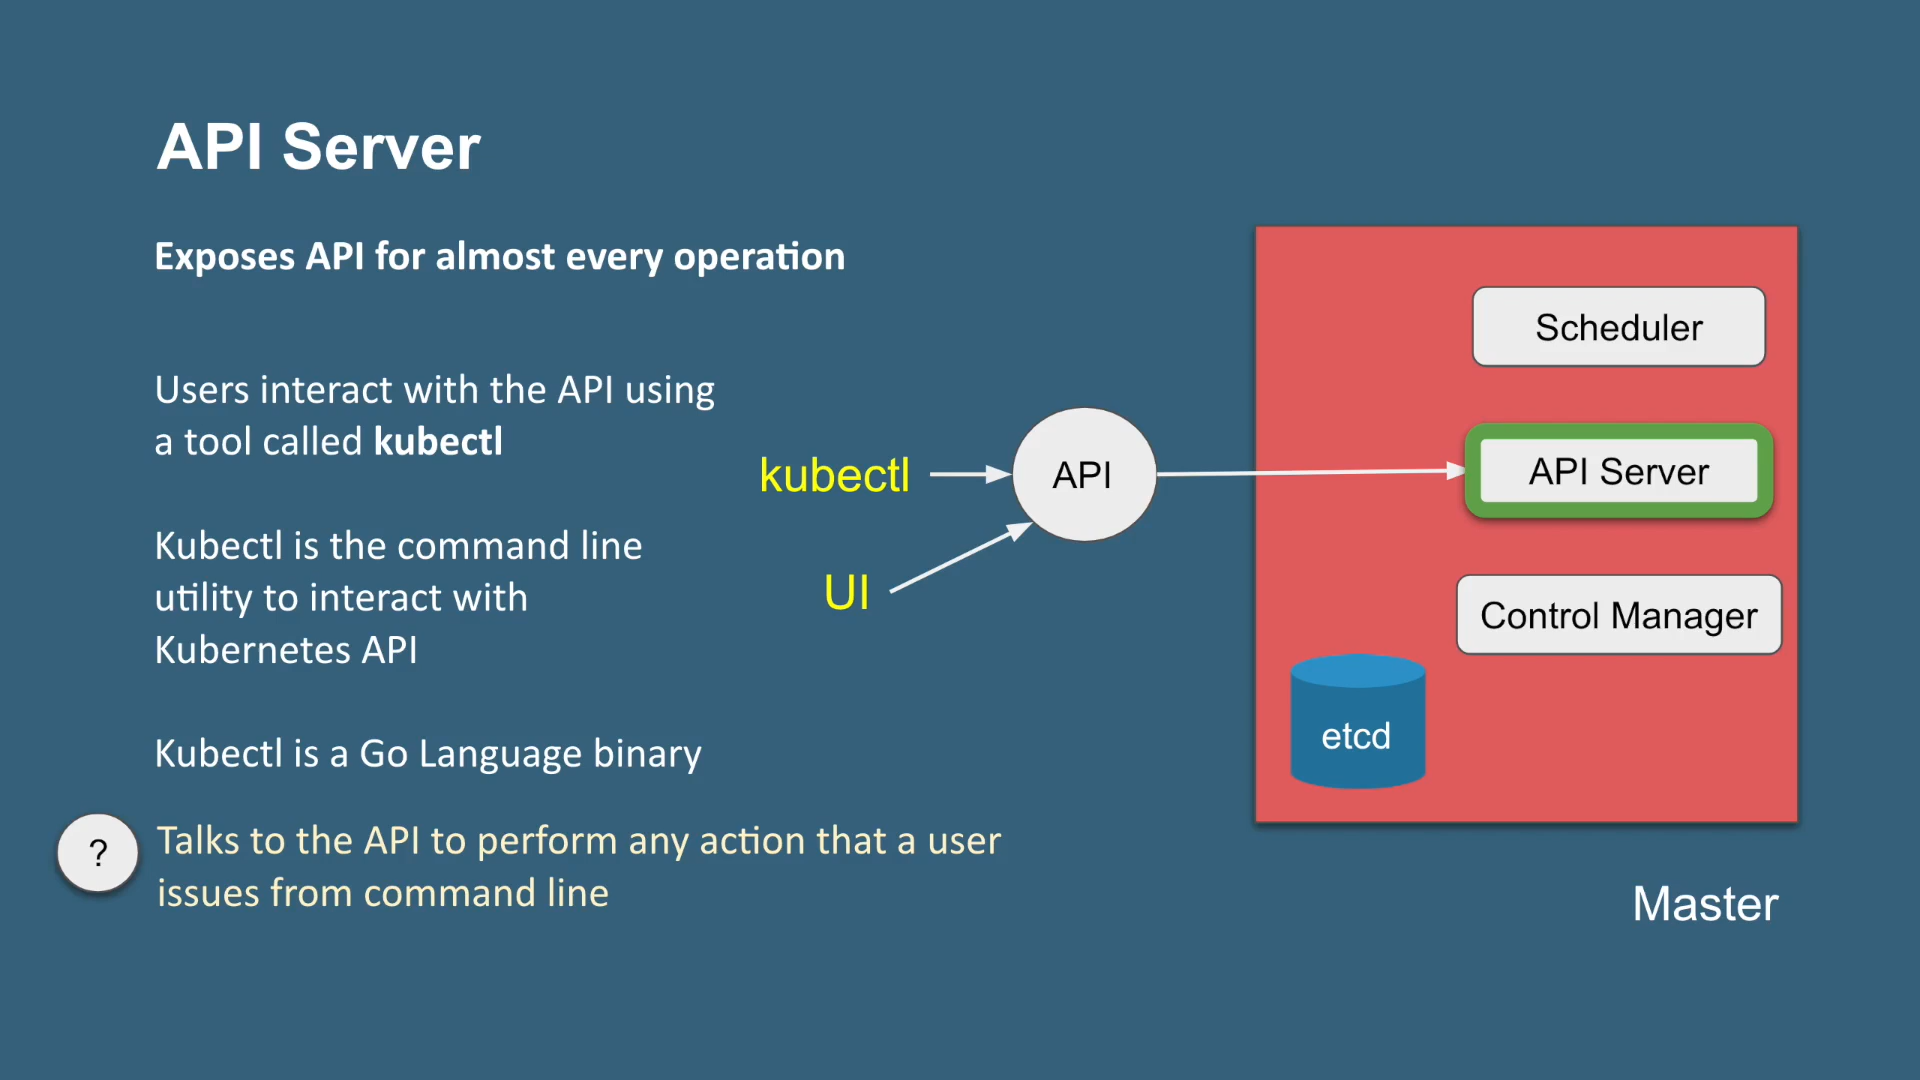 API Server
Exposes API for almost every operation
Users interact with the API using
a tool called kubectl
Kubectl is the command line
utility to interact with
Kubernetes API
Kubectl is a Go Language binary
?
Talks to the API to perform any action that a user
issues from command line
kubectl
UI
API
Scheduler
API Server
Control Manager
etcd
Master